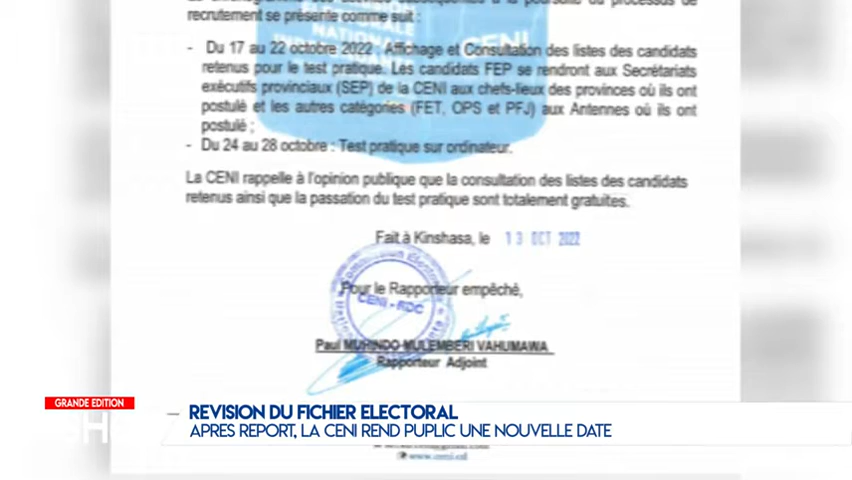 recrutement se présente comme suit :
- Du 17 au 22 octobre 2022 : Affichage et Consultation des listes des candidats
retenus pour le test pratique. Les candidats FEP se rendront aux Secrétariats
exécutifs provinciaux (SEP) de la CENI aux chefs-lieux des provinces où ils ont
postulé et les autres catégories (FET, OPS et PFJ) aux Antennes où ils ont
postulé ;
- Du 24 au 28 octobre : Test pratique sur ordinateur.
La CENI rappelle à l'opinion publique que la consultation des listes des candidats
retenus ainsi que la passation du test pratique sont totalement gratuites.
Fait à Kinshasa, le 13 OCT 2022
Pour le Rapporteur empêché,
CENI - RDC
Paul MUHINDO MULEMBERI VAHUMAWA
Rapporteur Adjoint
GRANDE EDITION
REVISION DU FICHIER ELECTORAL
APRES REPORT, LA CENI REND PUPLIC UNE NOUVELLE DATE
www.ceni.cd